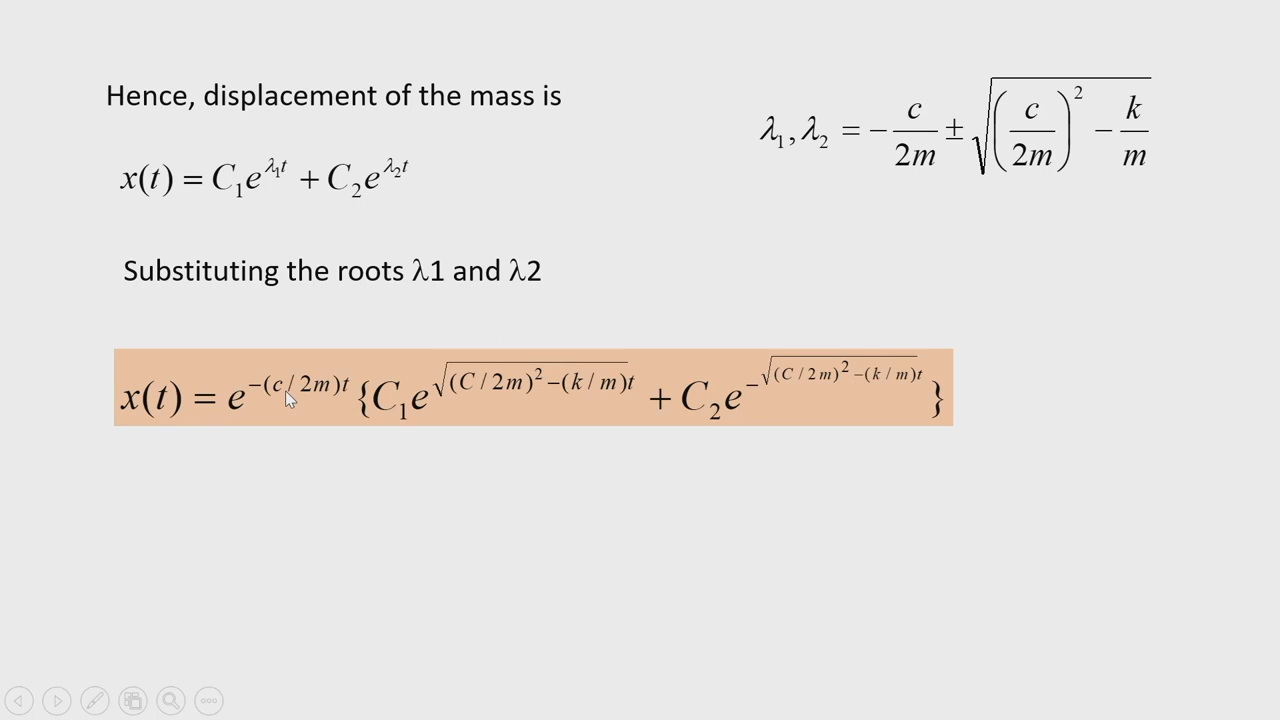 Hence, displacement of the mass is
λ₁, λ₂ = −c/2m ± √((c/2m)² − k/m)
x(t) = C₁e^(λ₁t) + C₂e^(λ₂t)
Substituting the roots λ1 and λ2
x(t) = e^(−(c/2m)t) {C₁e^(√((C/2m)²−(k/m))t) + C₂e^(−√((C/2m)²−(k/m))t)}